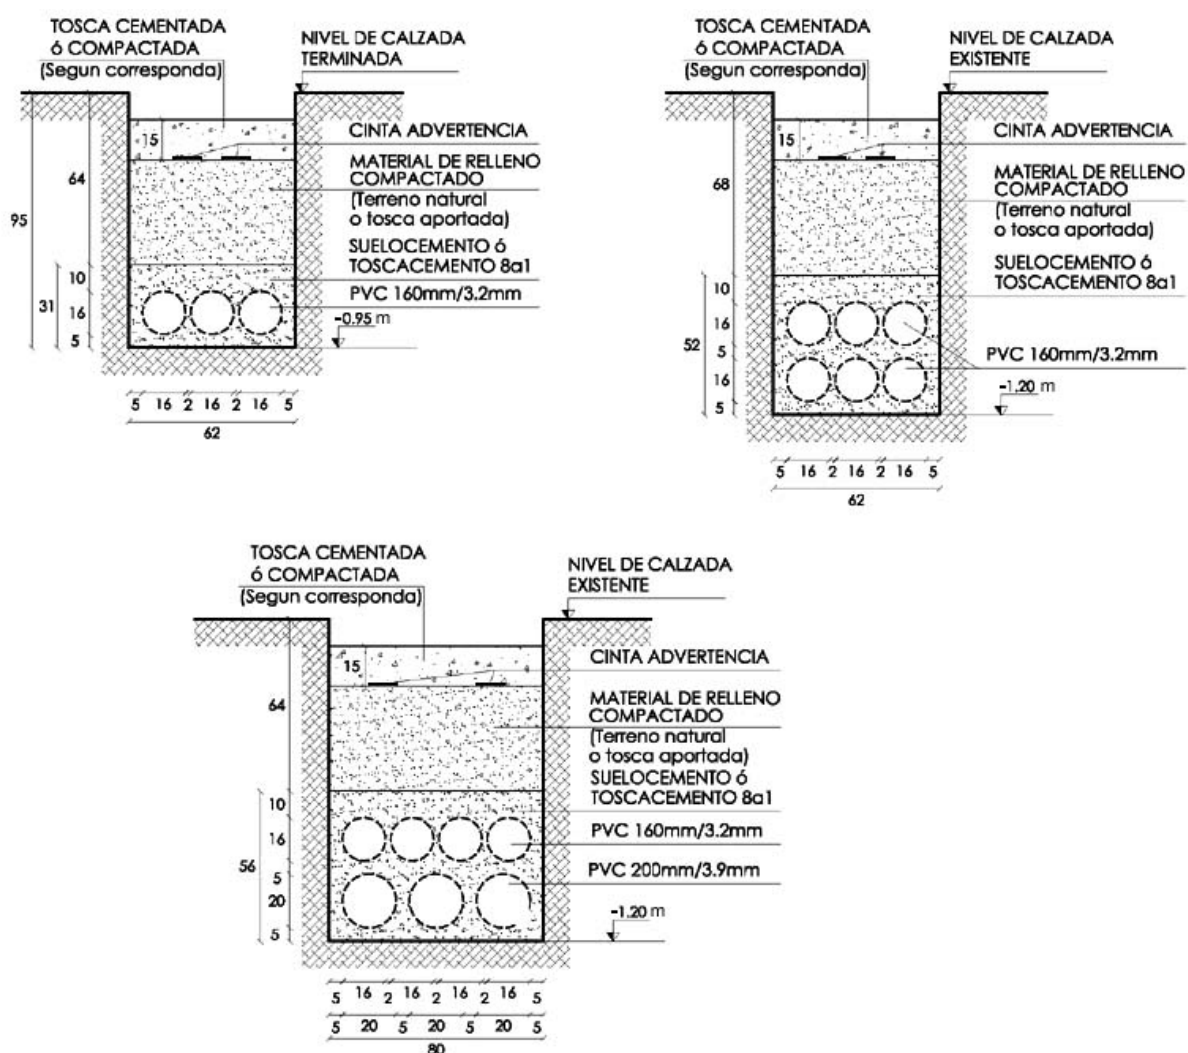 TOSCA CEMENTADA
ó COMPACTADA
(Segun corresponda)
NIVEL DE CALZADA
TERMINADA
15
CINTA ADVERTENCIA
MATERIAL DE RELLENO
COMPACTADO
(Terreno natural
o tosca aportada)
SUELOCEMENTO ó
TOSCACEMENTO 8a1
PVC 160mm/3.2mm
-0.95 m
95
64
31
10
16
5
5 16 2 16 2 16 5
62
TOSCA CEMENTADA
ó COMPACTADA
(Segun corresponda)
NIVEL DE CALZADA
EXISTENTE
15
CINTA ADVERTENCIA
MATERIAL DE RELLENO
COMPACTADO
(Terreno natural
o tosca aportada)
SUELOCEMENTO ó
TOSCACEMENTO 8a1
PVC 160mm/3.2mm
-1.20 m
68
52
10
16
5
16
5
5 16 2 16 2 16 5
62
TOSCA CEMENTADA
ó COMPACTADA
(Segun corresponda)
NIVEL DE CALZADA
EXISTENTE
15
CINTA ADVERTENCIA
MATERIAL DE RELLENO
COMPACTADO
(Terreno natural
o tosca aportada)
SUELOCEMENTO ó
TOSCACEMENTO 8a1
PVC 160mm/3.2mm
PVC 200mm/3.9mm
-1.20 m
64
56
10
16
5
20
5
5 16 2 16 2 16 2 16 5
5 20 5 20 5 20 5
80